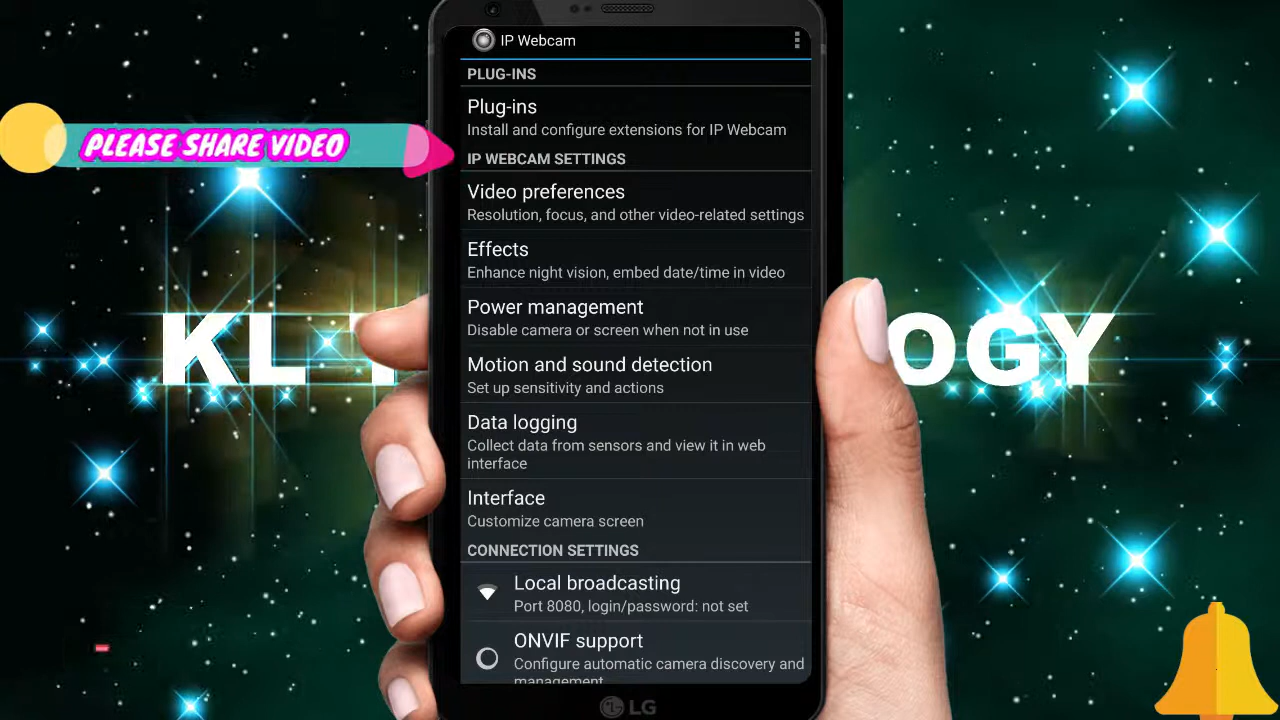 IP Webcam
PLUG-INS
Plug-ins
Install and configure extensions for IP Webcam
PLEASE SHARE VIDEO
IP WEBCAM SETTINGS
Video preferences
Resolution, focus, and other video-related settings
Effects
Enhance night vision, embed date/time in video
Power management
Disable camera or screen when not in use
KL T OGY
Motion and sound detection
Set up sensitivity and actions
Data logging
Collect data from sensors and view it in web
interface
Interface
Customize camera screen
CONNECTION SETTINGS
Local broadcasting
Port 8080, login/password: not set
ONVIF support
Configure automatic camera discovery and
management
LG